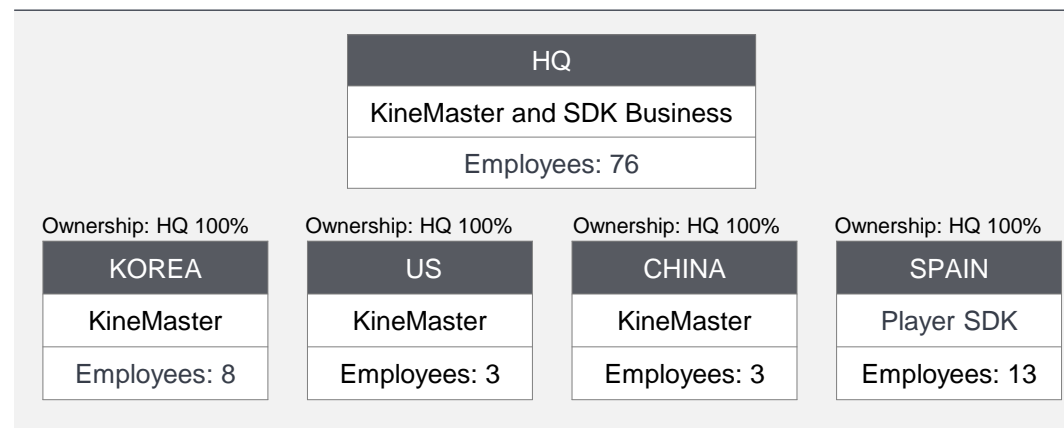 HQ
KineMaster and SDK Business
Employees: 76
Ownership: HQ 100%
Ownership: HQ 100%
Ownership: HQ 100%
Ownership: HQ 100%
KOREA
US
CHINA
SPAIN
KineMaster
KineMaster
KineMaster
Player SDK
Employees: 8
Employees: 3
Employees: 3
Employees: 13